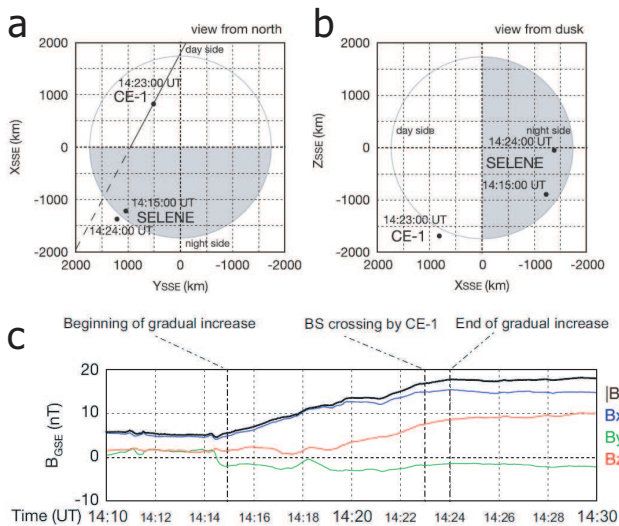 a
view from north
2000
1000
0
-1000
-2000
XSSE (km)
day side
14:23:00 UT
CE-1
14:15:00 UT
SELENE
14:24:00 UT
night side
2000 1000 0 -1000 -2000
YSSE (km)
b
view from dusk
2000
1000
0
-1000
-2000
ZSSE (km)
day side
night side
14:24:00 UT
SELENE
14:15:00 UT
14:23:00 UT
CE-1
-2000 -1000 0 1000 2000
XSSE (km)
c
Beginning of gradual increase
BS crossing by CE-1
End of gradual increase
20
10
0
-10
BGSE (nT)
|B
Bx
By
Bz
Time (UT) 14:10 14:12 14:14 14:16 14:18 14:20 14:22 14:24 14:26 14:28 14:30